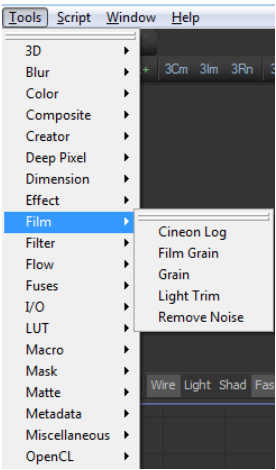 Tools Script Window Help
3D
Blur
+ 3Cm 3Im 3Rn 3
Color
Composite
Creator
Deep Pixel
Dimension
Effect
Film
Filter
Flow
Fuses
I/O
LUT
Macro
Mask
Matte
Metadata
Miscellaneous
OpenCL
Cineon Log
Film Grain
Grain
Light Trim
Remove Noise
Wire Light Shad Fas